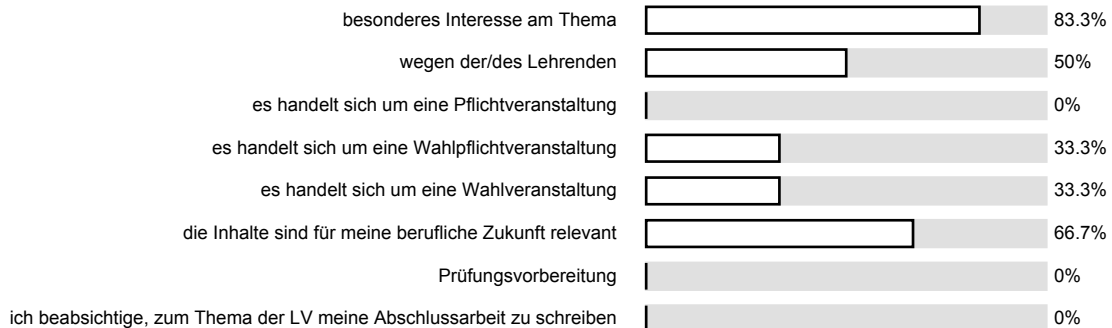 besonderes Interesse am Thema 83.3%
wegen der/des Lehrenden 50%
es handelt sich um eine Pflichtveranstaltung 0%
es handelt sich um eine Wahlpflichtveranstaltung 33.3%
es handelt sich um eine Wahlveranstaltung 33.3%
die Inhalte sind für meine berufliche Zukunft relevant 66.7%
Prüfungsvorbereitung 0%
ich beabsichtige, zum Thema der LV meine Abschlussarbeit zu schreiben 0%